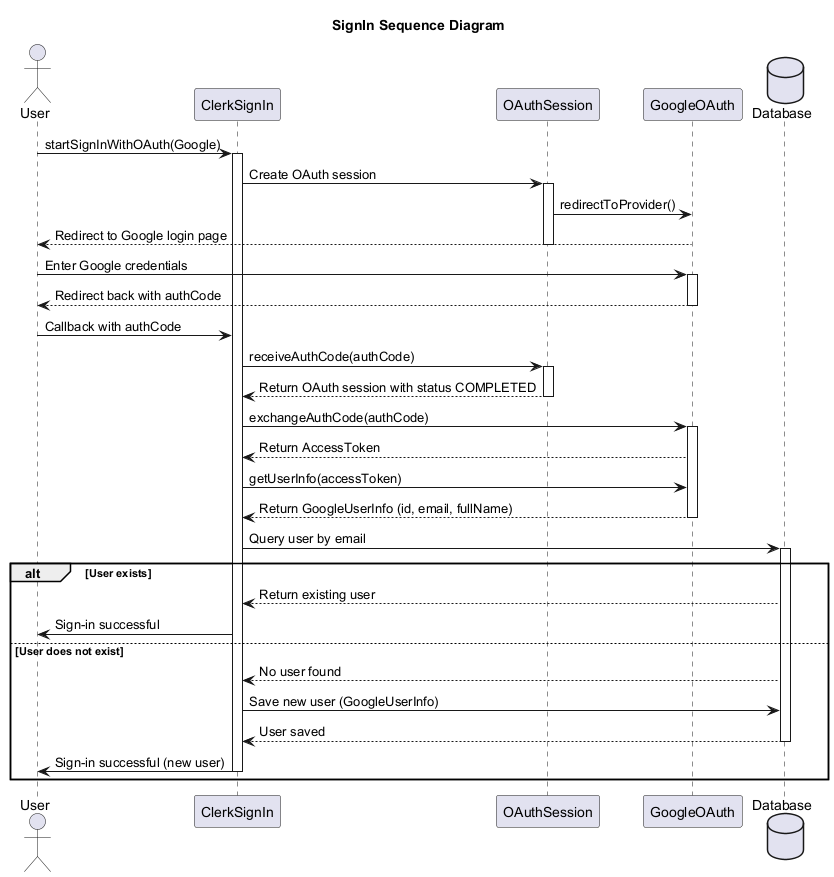 SignIn Sequence Diagram
User
ClerkSignIn
OAuthSession
GoogleOAuth
Database
startSignInWithOAuth(Google)
Create OAuth session
redirectToProvider()
Redirect to Google login page
Enter Google credentials
Redirect back with authCode
Callback with authCode
receiveAuthCode(authCode)
Return OAuth session with status COMPLETED
exchangeAuthCode(authCode)
Return AccessToken
getUserInfo(accessToken)
Return GoogleUserInfo (id, email, fullName)
Query user by email
alt
[User exists]
Return existing user
Sign-in successful
[User does not exist]
No user found
Save new user (GoogleUserInfo)
User saved
Sign-in successful (new user)
User
ClerkSignIn
OAuthSession
GoogleOAuth
Database